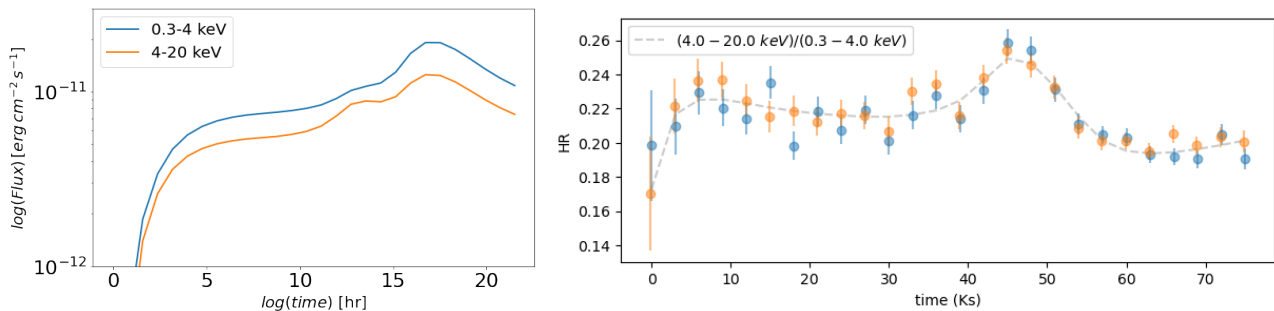 0.3-4 keV
4-20 keV
10⁻¹¹
10⁻¹²
log(Flux) [erg cm⁻² s⁻¹]
0 5 10 15 20
log(time) [hr]
(4.0 − 20.0 keV)/(0.3 − 4.0 keV)
0.26
0.24
0.22
0.20
0.18
0.16
0.14
HR
0 10 20 30 40 50 60 70
time (Ks)